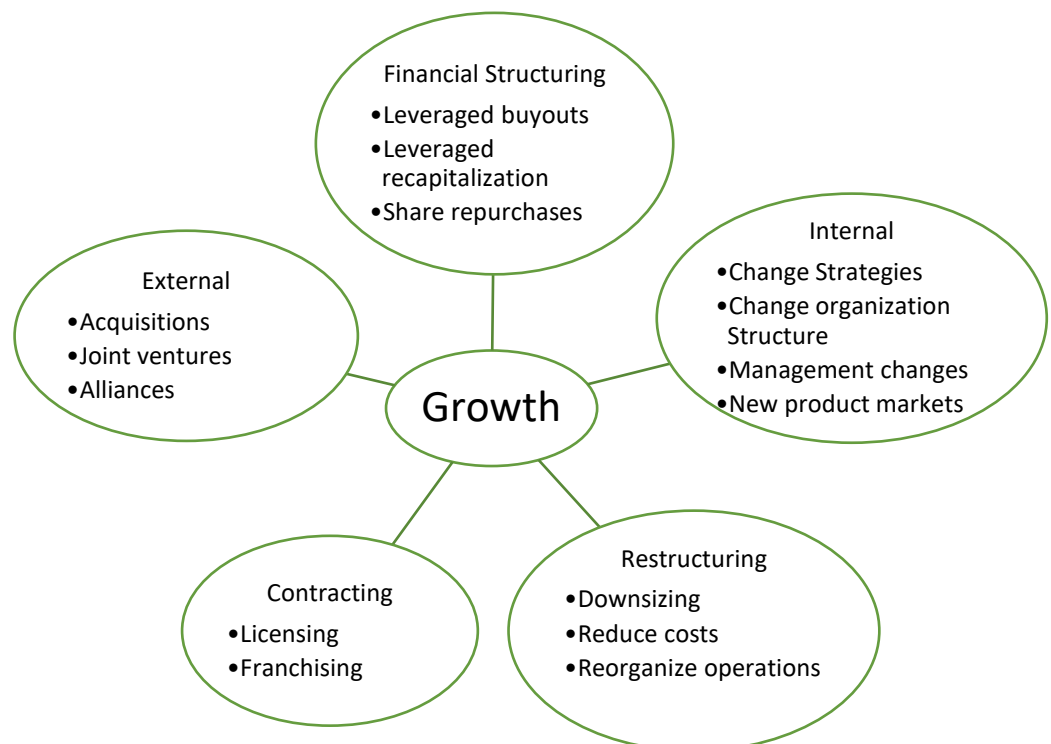 Financial Structuring
•Leveraged buyouts
•Leveraged
recapitalization
•Share repurchases
Internal
•Change Strategies
•Change organization
Structure
•Management changes
•New product markets
External
•Acquisitions
•Joint ventures
•Alliances
Growth
Contracting
•Licensing
•Franchising
Restructuring
•Downsizing
•Reduce costs
•Reorganize operations